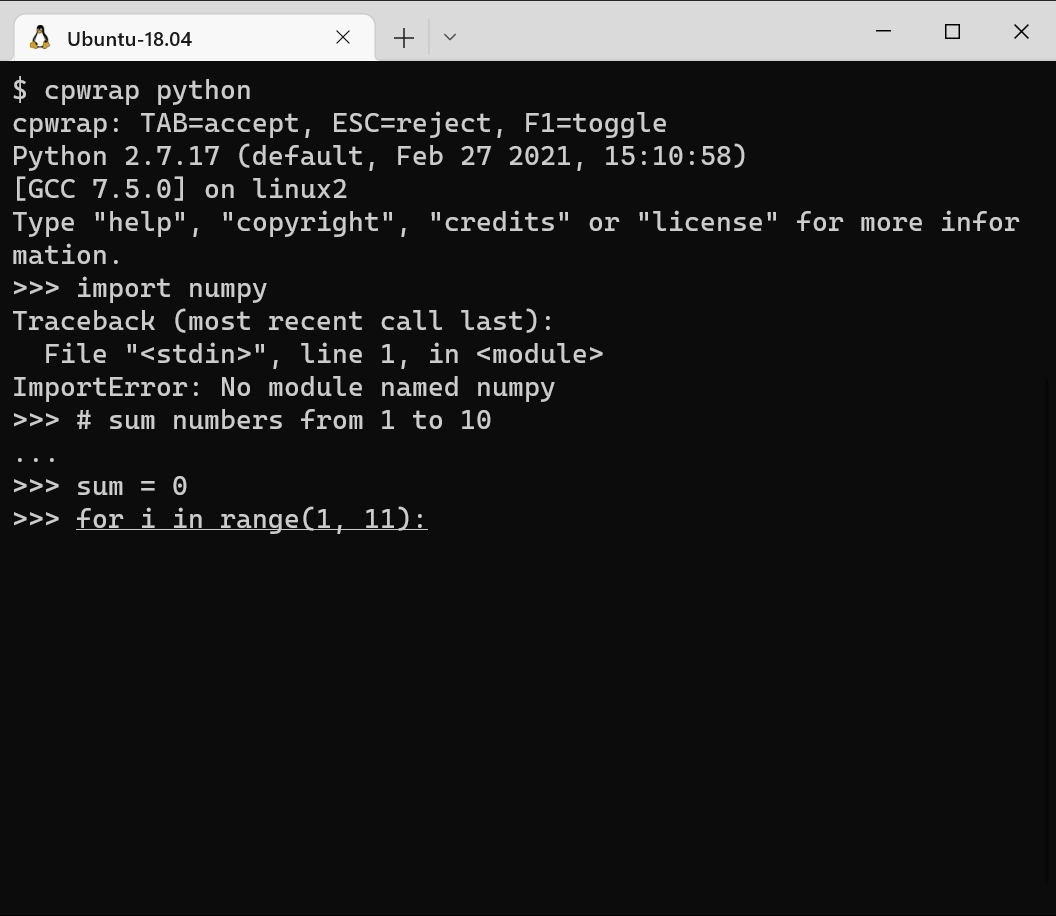 Ubuntu-18.04
$ cpwrap python
cpwrap: TAB=accept, ESC=reject, F1=toggle
Python 2.7.17 (default, Feb 27 2021, 15:10:58)
[GCC 7.5.0] on linux2
Type "help", "copyright", "credits" or "license" for more infor
mation.
>>> import numpy
Traceback (most recent call last):
  File "<stdin>", line 1, in <module>
ImportError: No module named numpy
>>> # sum numbers from 1 to 10
...
>>> sum = 0
>>> for i in range(1, 11):